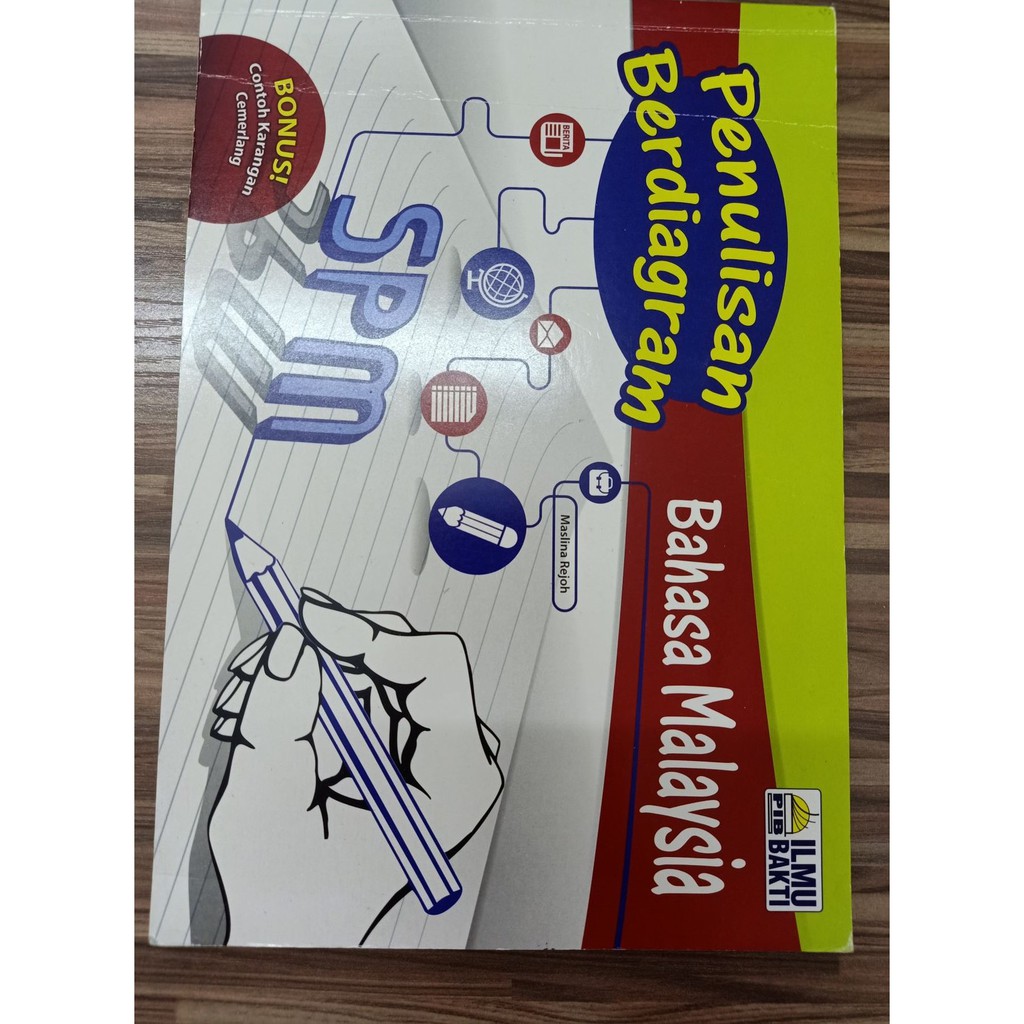 Penulisan
Berdiagram
Bahasa Malaysia
ILMU
BAKTI
PIB
BERITA
Maslina Rejoh
SPm
BONUS!
Contoh Karangan
Cemerlang